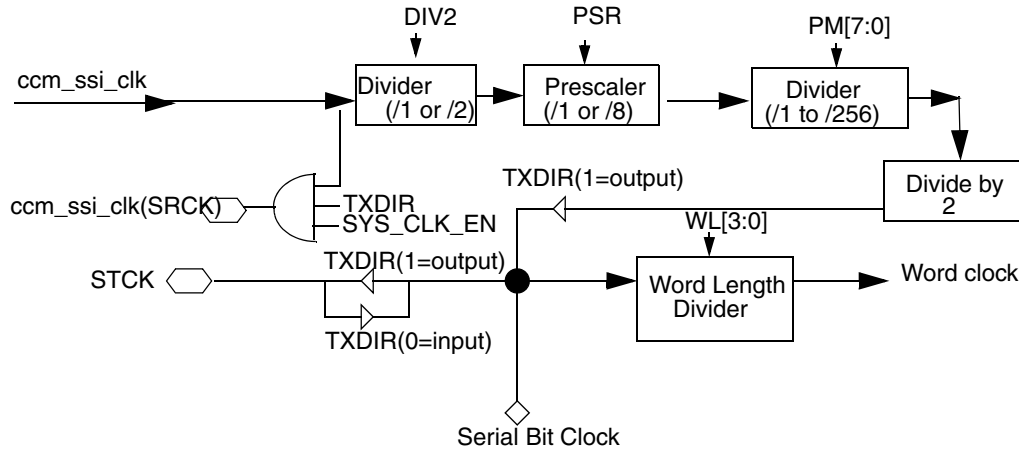 DIV2
PSR
PM[7:0]
ccm_ssi_clk
Divider
(/1 or /2)
Prescaler
(/1 or /8)
Divider
(/1 to /256)
TXDIR(1=output)
Divide by
2
ccm_ssi_clk(SRCK)
TXDIR
SYS_CLK_EN
WL[3:0]
STCK
TXDIR(1=output)
Word Length
Divider
Word clock
TXDIR(0=input)
Serial Bit Clock